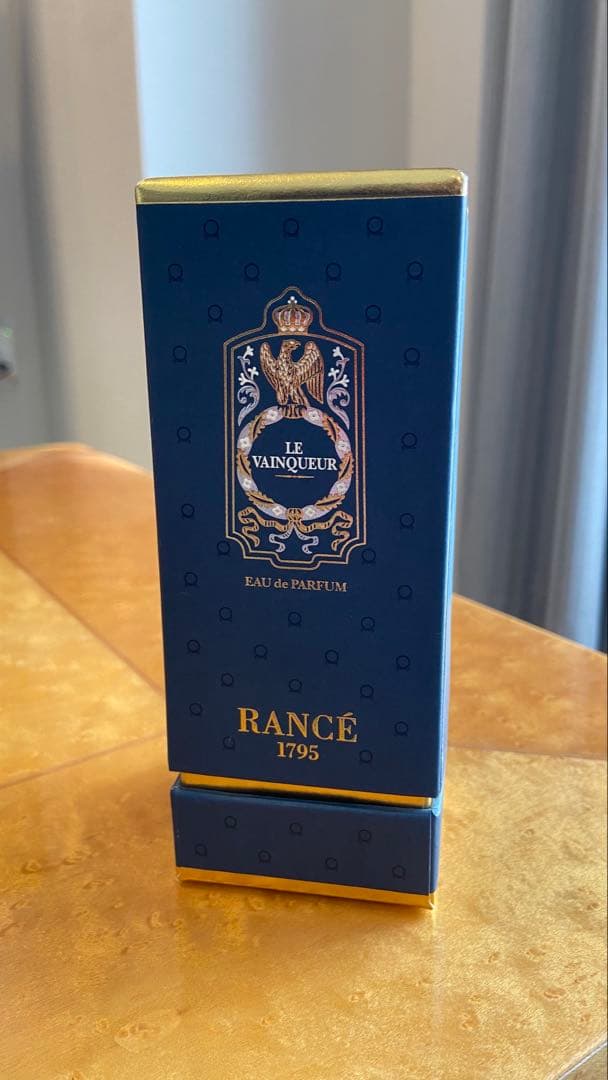 LE
VAINQUEUR
EAU de PARFUM
RANCÉ
1795